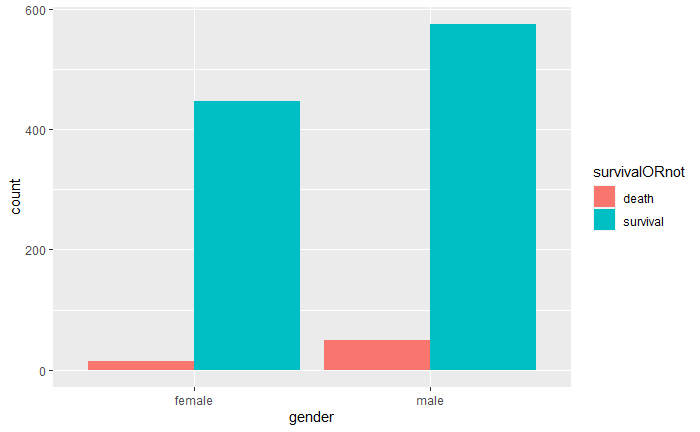 600
400
200
0
count
female
male
gender
survivalORnot
death
survival